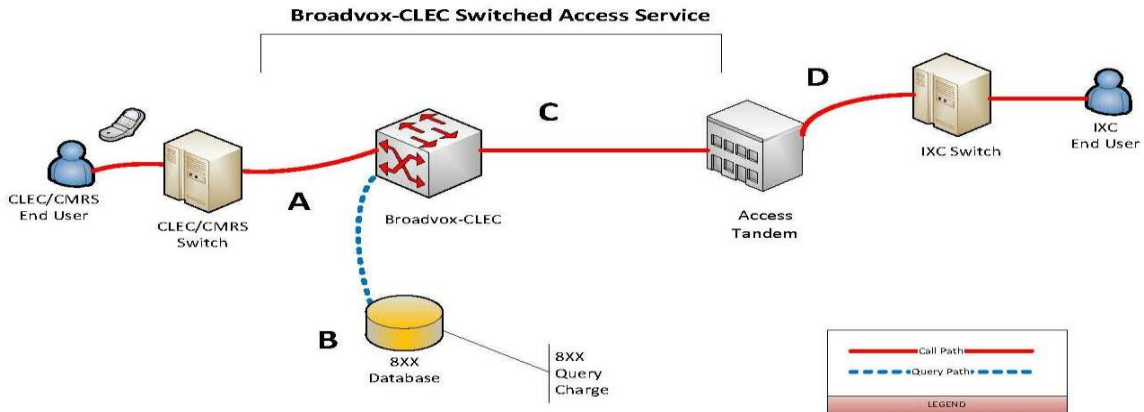 Broadvox-CLEC Switched Access Service
D
C
IXC
End User
IXC Switch
CLEC/CMRS
End User
A
CLEC/CMRS
Switch
Broadvox-CLEC
Access
Tandem
B
8XX
Database
8XX
Query
Charge
Call Path
Query Path
LEGEND